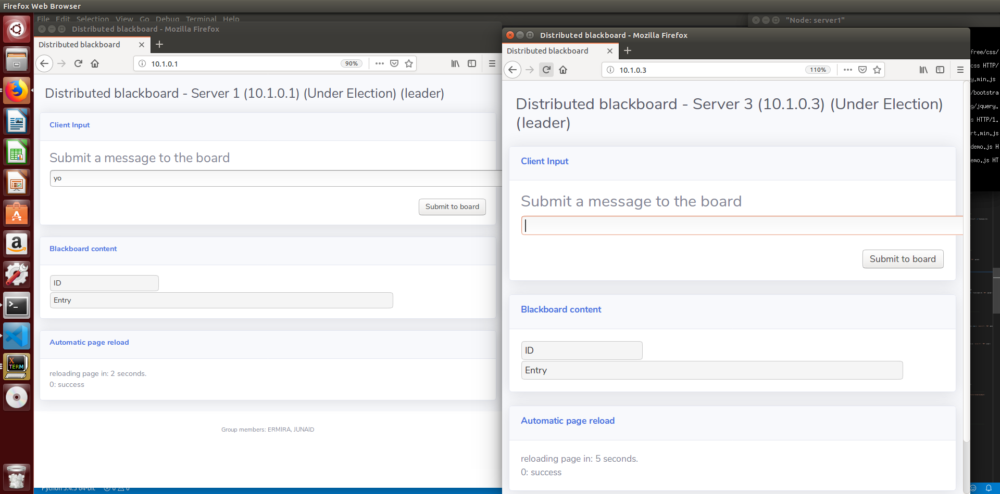 Firefox Web Browser
File Edit Selection View Go Debug Terminal Help
Distributed blackboard - Mozilla Firefox
Distributed blackboard
10.1.0.1
90%
Distributed blackboard - Server 1 (10.1.0.1) (Under Election) (leader)
Client Input
Submit a message to the board
yo
Submit to board
Blackboard content
ID
Entry
Automatic page reload
reloading page in: 2 seconds.
0: success
Group members: ERMIRA, JUNAID
"Node: server1"
Distributed blackboard - Mozilla Firefox
Distributed blackboard
10.1.0.3
110%
Distributed blackboard - Server 3 (10.1.0.3) (Under Election)
(leader)
Client Input
Submit a message to the board
Submit to board
Blackboard content
ID
Entry
Automatic page reload
reloading page in: 5 seconds.
0: success
free/css/
css HTTP/
y.min.js
/bootstra
g/jquery.
s HTTP/1.
rt.min.js
demo.js H
emo.js HT
X
TERM